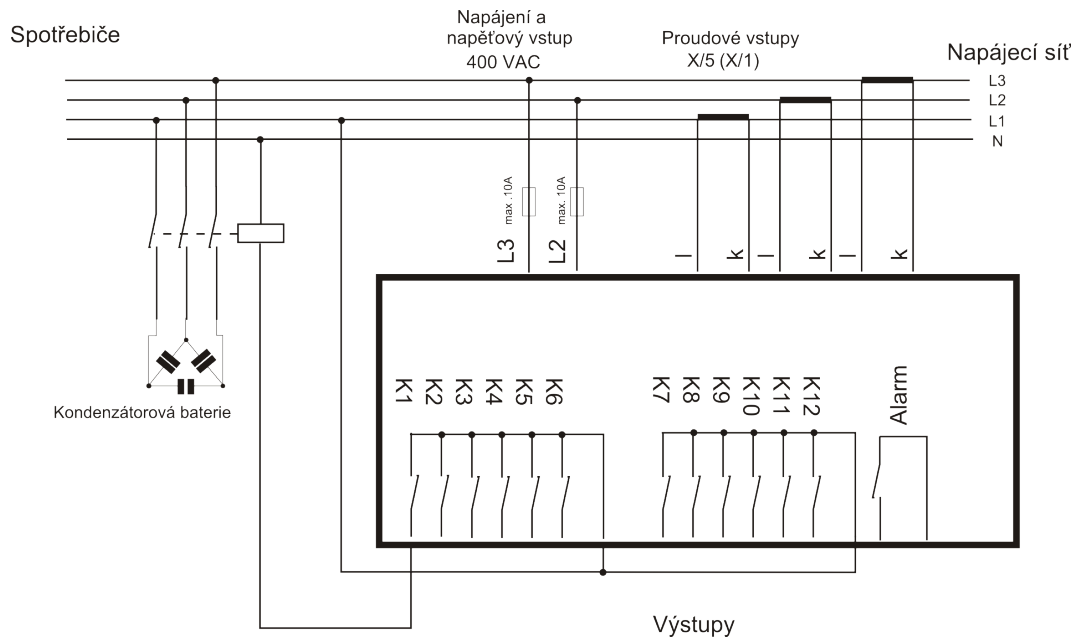 Spotřebiče
Napájení a
napěťový vstup
400 VAC
Proudové vstupy
X/5 (X/1)
Napájecí síť
L3
L2
L1
N
max .10A
max. 10A
L3
L2
l
k
l
k
l
k
Kondenzátorová baterie
K1
K2
K3
K4
K5
K6
K7
K8
K9
K10
K11
K12
Alarm
Výstupy